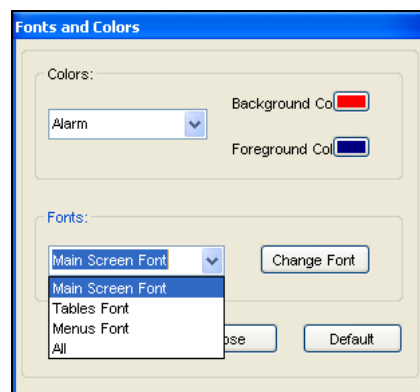 Fonts and Colors
Colors:
Alarm
Background Co
Foreground Col
Fonts:
Main Screen Font
Change Font
Main Screen Font
Tables Font
Menus Font
All
ose
Default